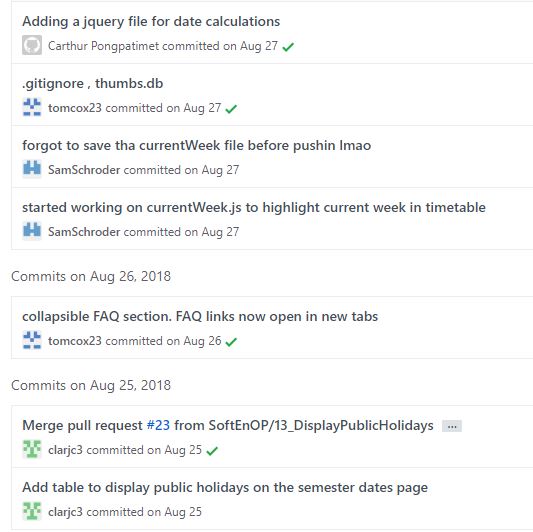 Adding a jquery file for date calculations
Carthur Pongpatimet committed on Aug 27
.gitignore , thumbs.db
tomcox23 committed on Aug 27
forgot to save tha currentWeek file before pushin lmao
SamSchroder committed on Aug 27
started working on currentWeek.js to highlight current week in timetable
SamSchroder committed on Aug 27
Commits on Aug 26, 2018
collapsible FAQ section. FAQ links now open in new tabs
tomcox23 committed on Aug 26
Commits on Aug 25, 2018
Merge pull request #23 from SoftEnOP/13_DisplayPublicHolidays ...
clarjc3 committed on Aug 25
Add table to display public holidays on the semester dates page
clarjc3 committed on Aug 25